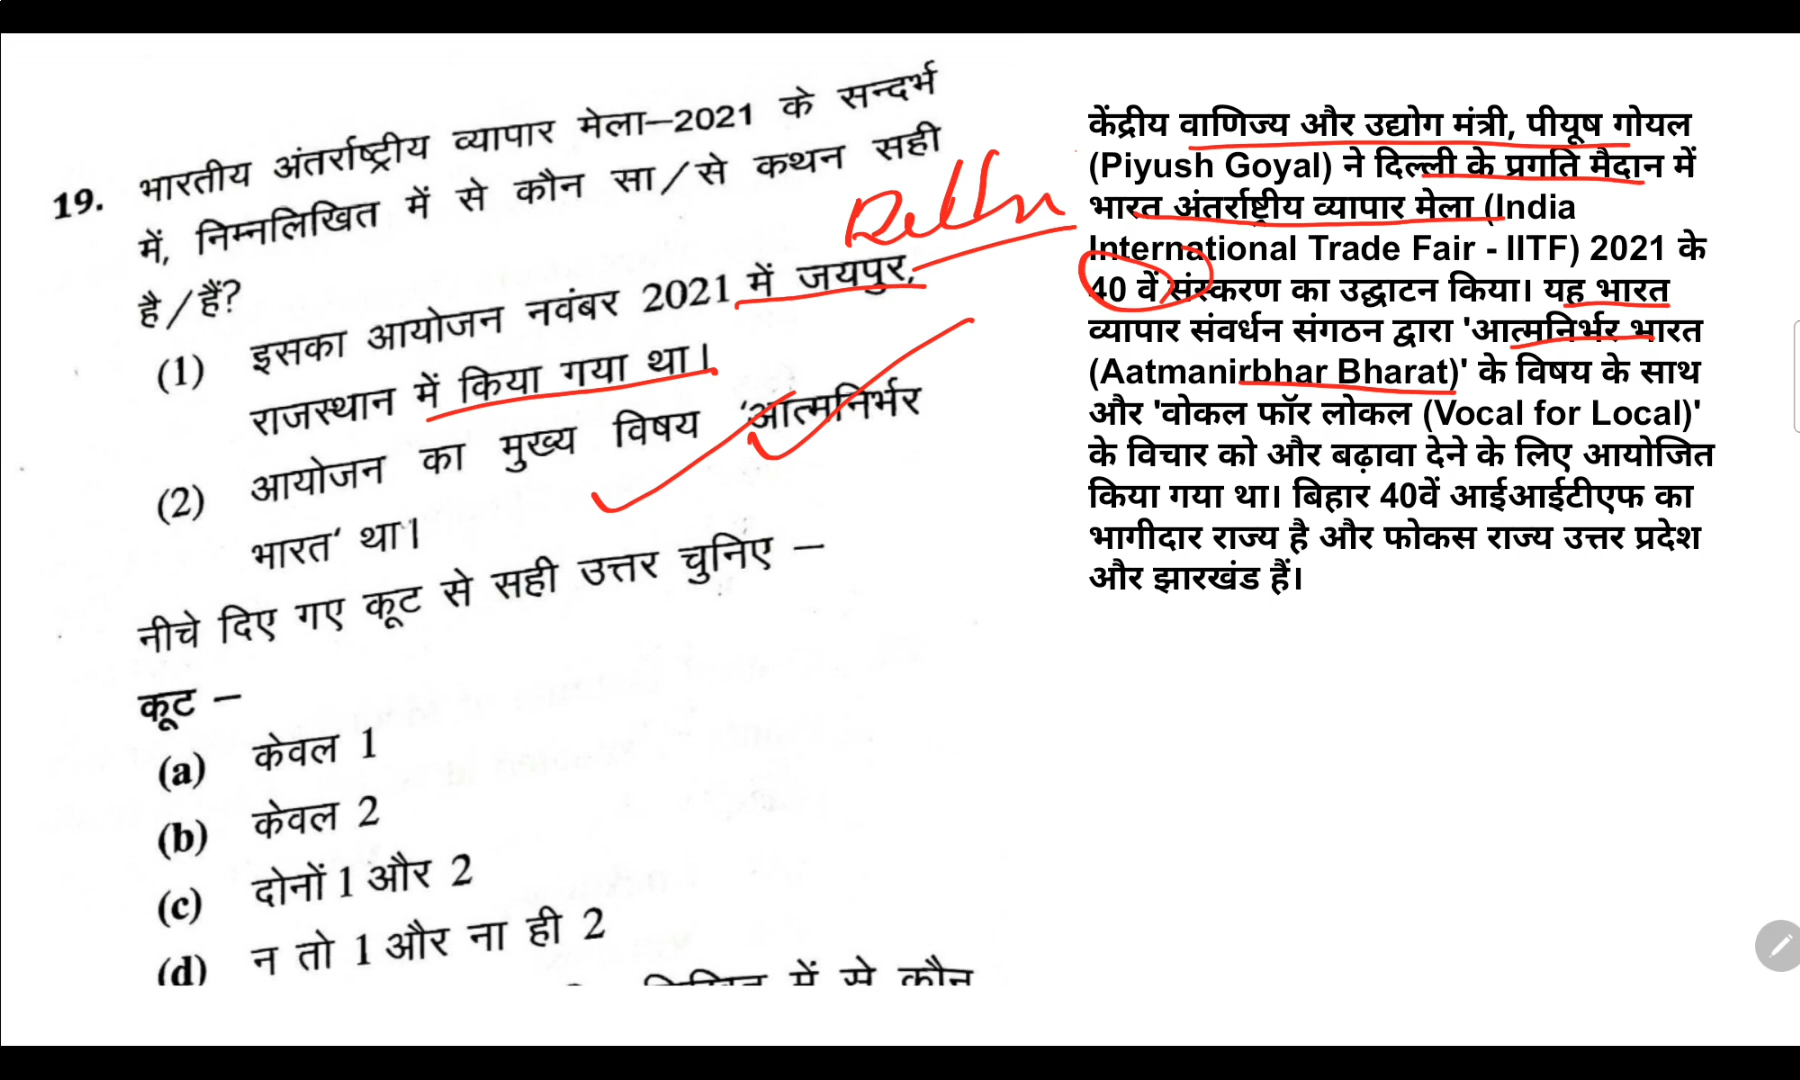 19. भारतीय अंतर्राष्ट्रीय व्यापार मेला–2021 के सन्दर्भ
में, निम्नलिखित में से कौन सा/से कथन सही
है/हैं?
(1) इसका आयोजन नवंबर 2021 में जयपुर,
राजस्थान में किया गया था।
(2) आयोजन का मुख्य विषय ‘आत्मनिर्भर
भारत‘ था।
नीचे दिए गए कूट से सही उत्तर चुनिए –
कूट –
(a) केवल 1
(b) केवल 2
(c) दोनों 1 और 2
(d) न तो 1 और ना ही 2
में से कौन
केंद्रीय वाणिज्य और उद्योग मंत्री, पीयूष गोयल
(Piyush Goyal) ने दिल्ली के प्रगति मैदान में
भारत अंतर्राष्ट्रीय व्यापार मेला (India
International Trade Fair - IITF) 2021 के
40 वें संस्करण का उद्घाटन किया। यह भारत
व्यापार संवर्धन संगठन द्वारा 'आत्मनिर्भर भारत
(Aatmanirbhar Bharat)' के विषय के साथ
और 'वोकल फॉर लोकल (Vocal for Local)'
के विचार को और बढ़ावा देने के लिए आयोजित
किया गया था। बिहार 40वें आईआईटीएफ का
भागीदार राज्य है और फोकस राज्य उत्तर प्रदेश
और झारखंड हैं।